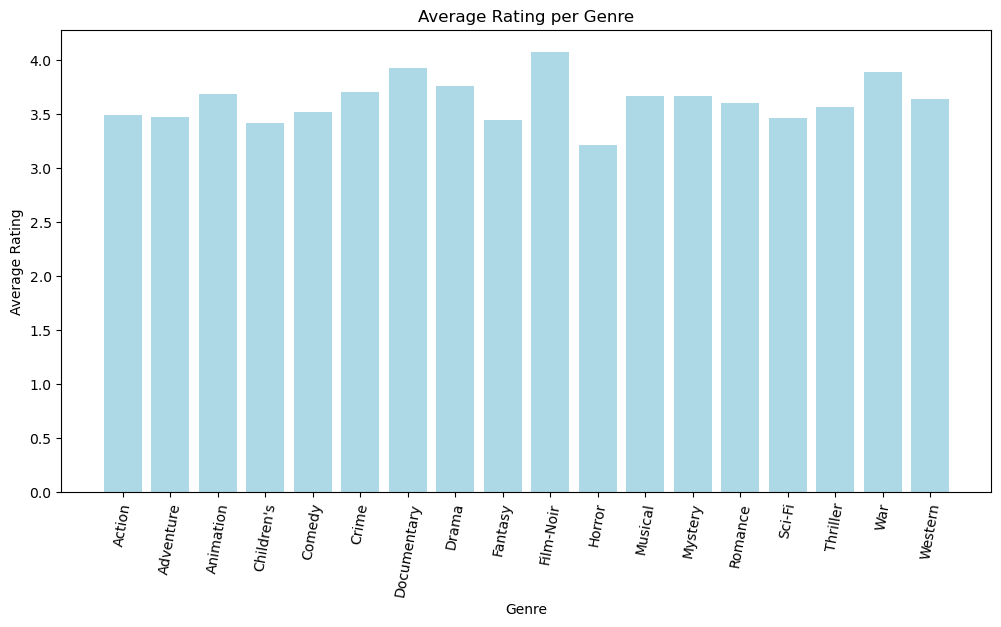 Average Rating per Genre
Average Rating
4.0
3.5
3.0
2.5
2.0
1.5
1.0
0.5
0.0
Action
Adventure
Animation
Children's
Comedy
Crime
Documentary
Drama
Fantasy
Film-Noir
Horror
Musical
Mystery
Romance
Sci-Fi
Thriller
War
Western
Genre